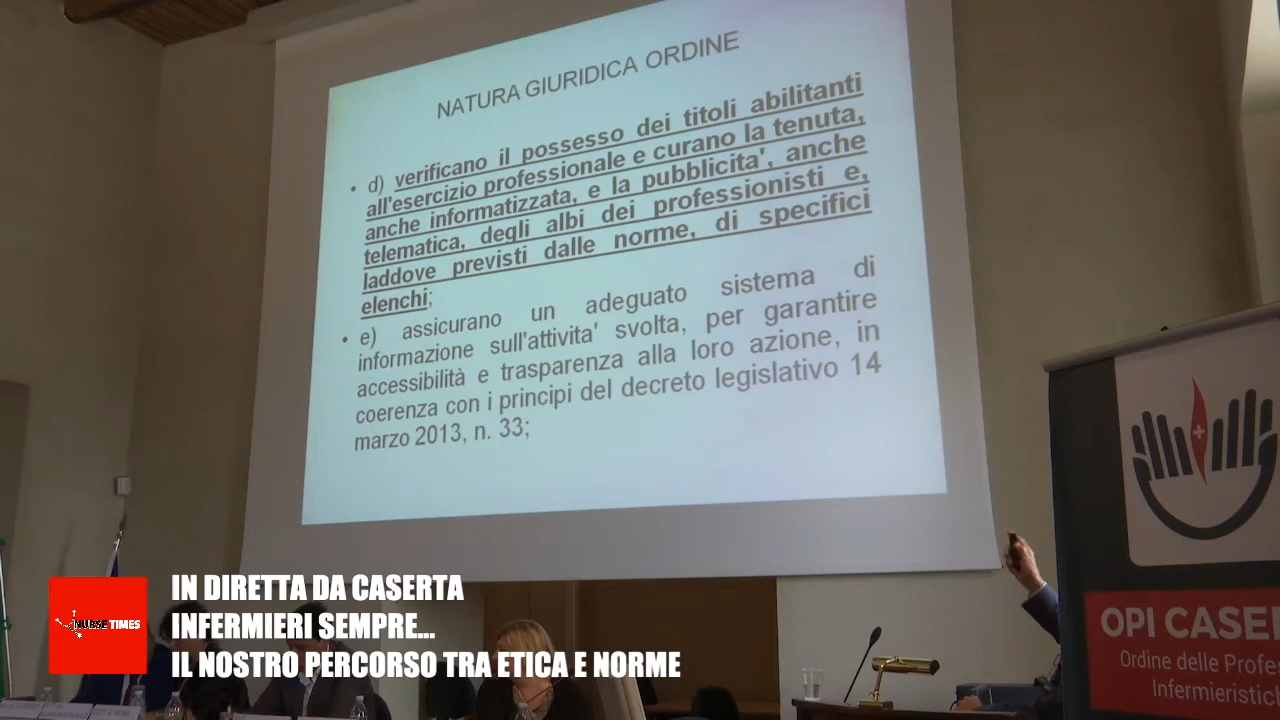 NATURA GIURIDICA ORDINE
• d) verificano il possesso dei titoli abilitanti
all'esercizio professionale e curano la tenuta,
anche informatizzata, e la pubblicita', anche
telematica, degli albi dei professionisti e,
laddove previsti dalle norme, di specifici
elenchi;
• e) assicurano un adeguato sistema di
informazione sull'attivita' svolta, per garantire
accessibilità e trasparenza alla loro azione, in
coerenza con i principi del decreto legislativo 14
marzo 2013, n. 33;
OPI CASE
Ordine delle Profe
Infermieristic
NURSE TIMES
IN DIRETTA DA CASERTA
INFERMIERI SEMPRE...
IL NOSTRO PERCORSO TRA ETICA E NORME